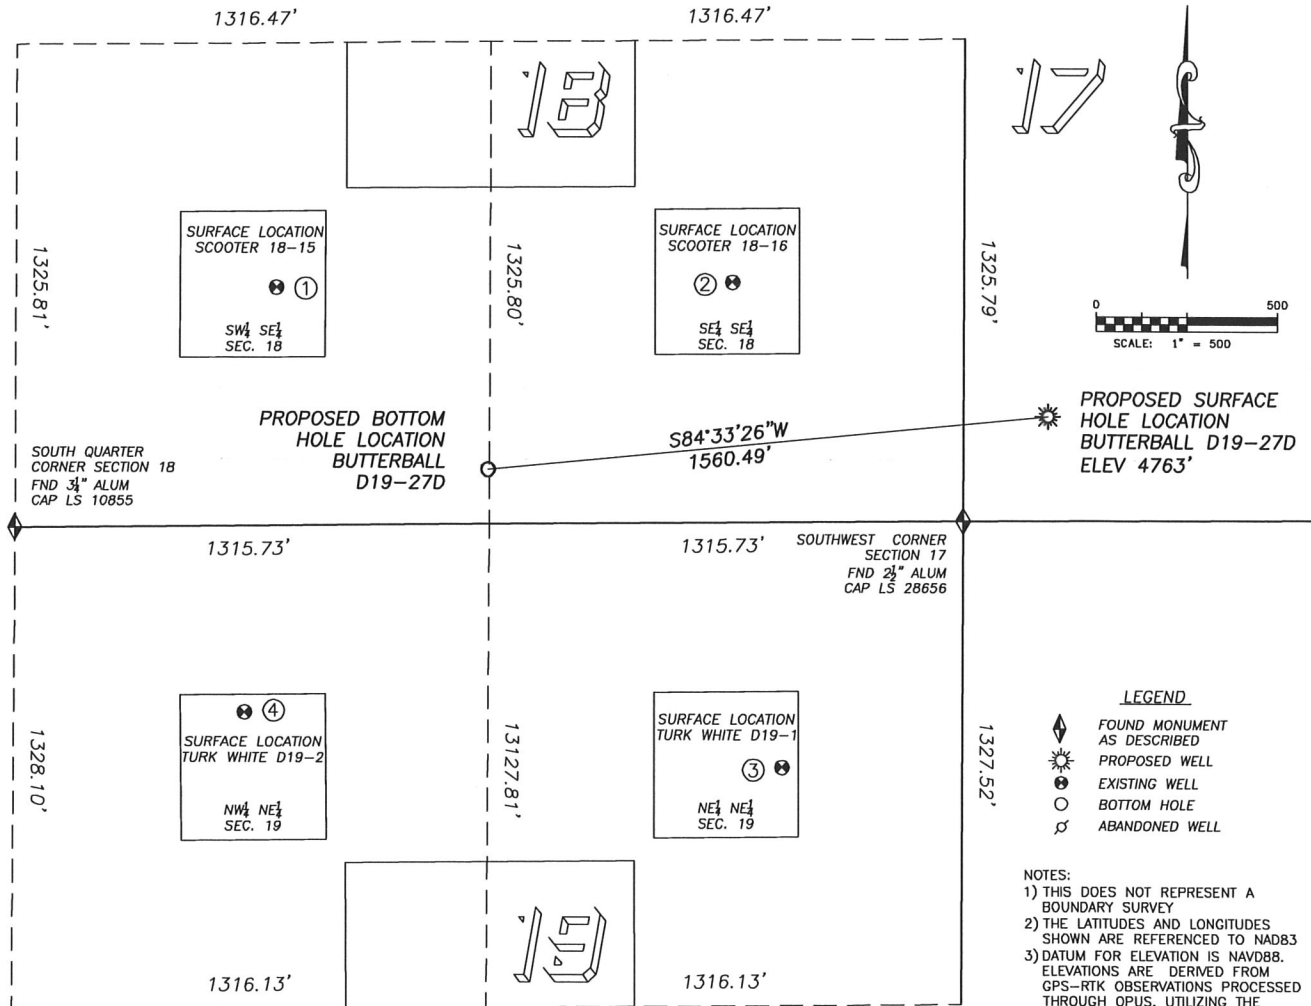 1316.47'
1316.47'
18
17
SURFACE LOCATION
SCOOTER 18-15
1
SW¼ SE¼
SEC. 18
SURFACE LOCATION
SCOOTER 18-16
2
SE¼ SE¼
SEC. 18
1325.81'
1325.80'
1325.79'
0
500
SCALE: 1" = 500
PROPOSED BOTTOM
HOLE LOCATION
BUTTERBALL
D19-27D
S84°33'26"W
1560.49'
PROPOSED SURFACE
HOLE LOCATION
BUTTERBALL D19-27D
ELEV 4763'
SOUTH QUARTER
CORNER SECTION 18
FND 3¼" ALUM
CAP LS 10855
1315.73'
1315.73'
SOUTHWEST CORNER
SECTION 17
FND 2½" ALUM
CAP LS 28656
4
SURFACE LOCATION
TURK WHITE D19-2
NW¼ NE¼
SEC. 19
SURFACE LOCATION
TURK WHITE D19-1
3
NE¼ NE¼
SEC. 19
1328.10'
13127.81'
1327.52'
LEGEND
FOUND MONUMENT
AS DESCRIBED
PROPOSED WELL
EXISTING WELL
BOTTOM HOLE
ABANDONED WELL
19
1316.13'
1316.13'
NOTES:
1) THIS DOES NOT REPRESENT A
BOUNDARY SURVEY
2) THE LATITUDES AND LONGITUDES
SHOWN ARE REFERENCED TO NAD83
3) DATUM FOR ELEVATION IS NAVD88.
ELEVATIONS ARE DERIVED FROM
GPS-RTK OBSERVATIONS PROCESSED
THROUGH OPUS, UTILIZING THE